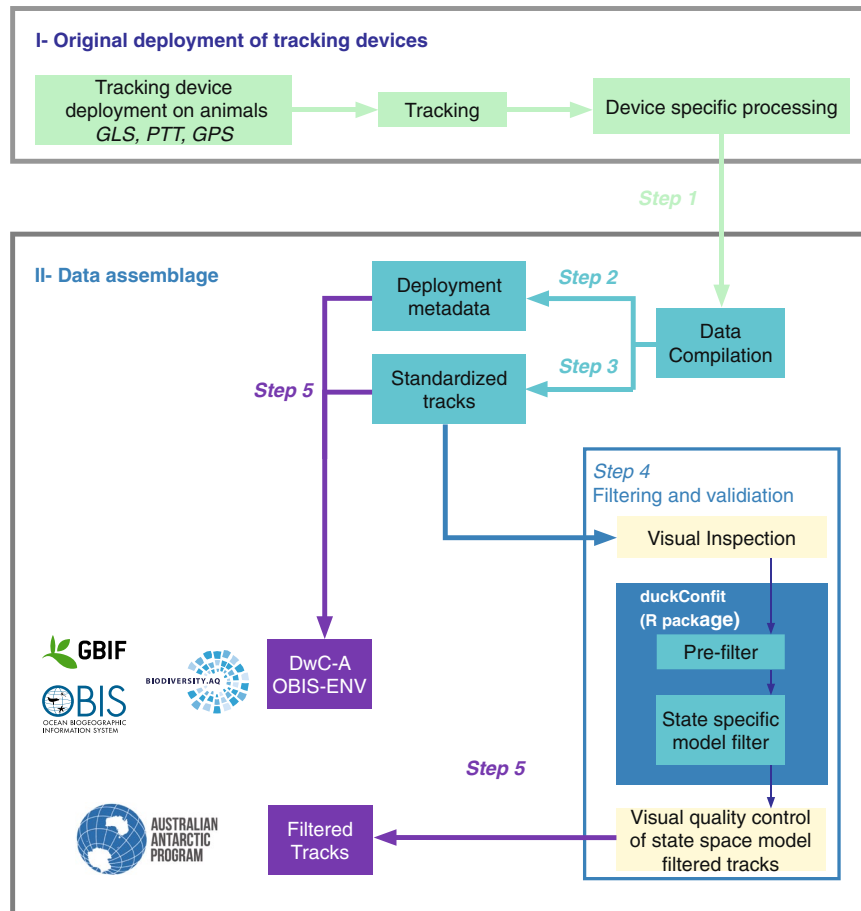 I- Original deployment of tracking devices
Tracking device
deployment on animals
GLS, PTT, GPS
Tracking
Device specific processing
Step 1
II- Data assemblage
Deployment
metadata
Step 2
Data
Compilation
Step 3
Standardized
tracks
Step 5
Step 4
Filtering and validiation
Visual Inspection
duckConfit
(R package)
Pre-filter
State specific
model filter
GBIF
BIODIVERSITY.AQ
OBIS
OCEAN BIOGEOGRAPHIC
INFORMATION SYSTEM
DwC-A
OBIS-ENV
Step 5
Visual quality control
of state space model
filtered tracks
Filtered
Tracks
AUSTRALIAN
ANTARCTIC
PROGRAM